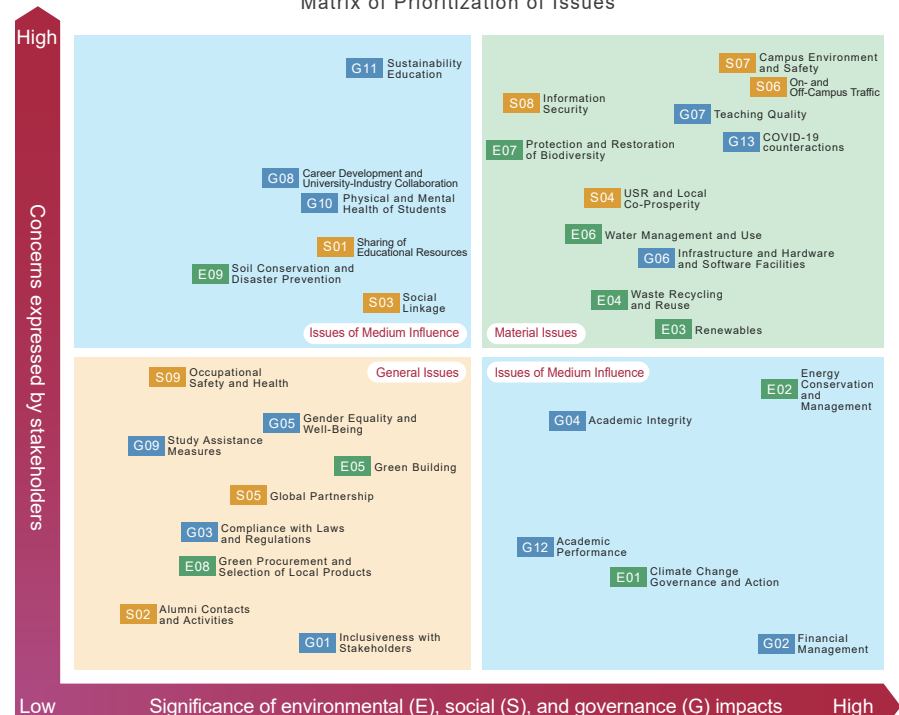 Matrix of Prioritization of Issues
High
Concerns expressed by stakeholders
G11 Sustainability
Education
G08 Career Development and
University-Industry Collaboration
G10 Physical and Mental
Health of Students
S01 Sharing of
Educational Resources
E09 Soil Conservation and
Disaster Prevention
S03 Social
Linkage
Issues of Medium Influence
S07 Campus Environment
and Safety
S06 On- and
Off-Campus Traffic
S08 Information
Security
G07 Teaching Quality
G13 COVID-19
counteractions
E07 Protection and Restoration
of Biodiversity
S04 USR and Local
Co-Prosperity
E06 Water Management and Use
G06 Infrastructure and Hardware
and Software Facilities
E04 Waste Recycling
and Reuse
E03 Renewables
Material Issues
General Issues
S09 Occupational
Safety and Health
G05 Gender Equality and
Well-Being
G09 Study Assistance
Measures
E05 Green Building
S05 Global Partnership
G03 Compliance with Laws
and Regulations
E08 Green Procurement and
Selection of Local Products
S02 Alumni Contacts
and Activities
G01 Inclusiveness with
Stakeholders
Issues of Medium Influence
E02 Energy
Conservation
and
Management
G04 Academic Integrity
G12 Academic
Performance
E01 Climate Change
Governance and Action
G02 Financial
Management
Low
Significance of environmental (E), social (S), and governance (G) impacts
High